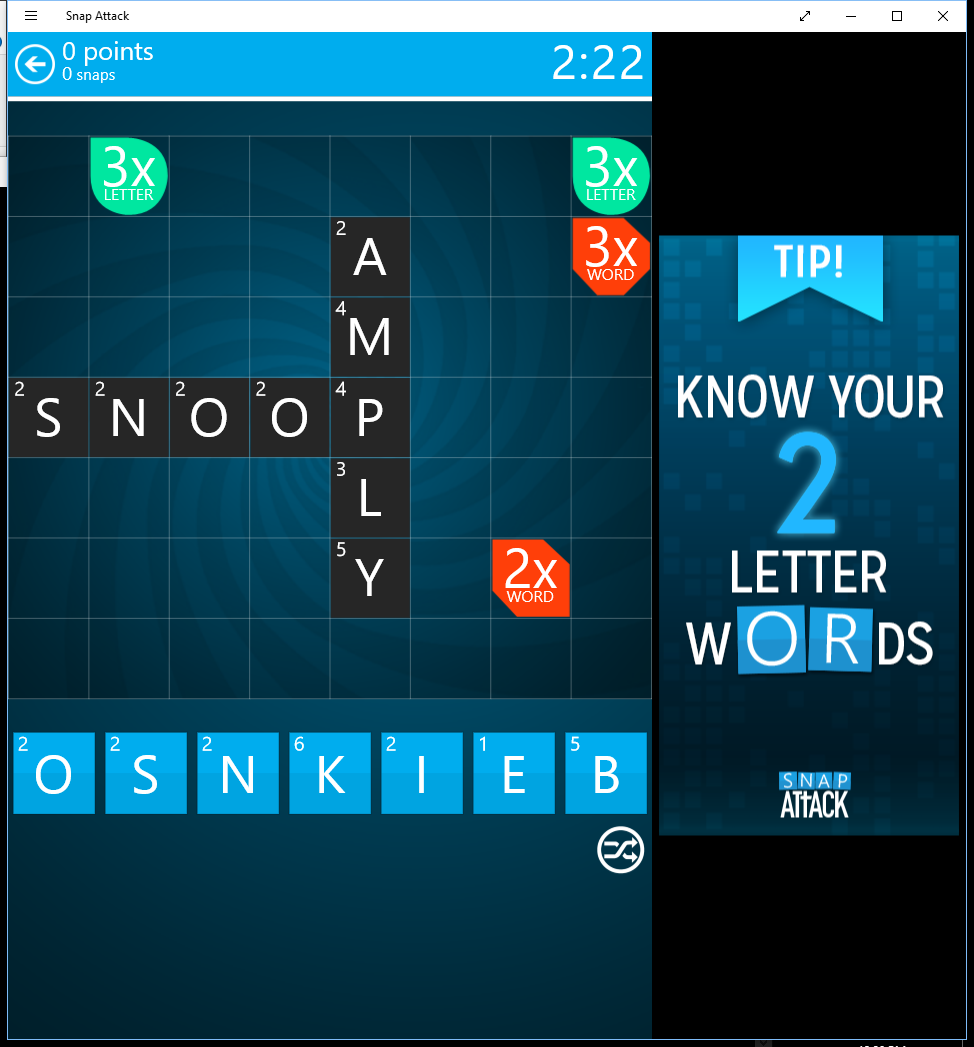 Snap Attack
0 points
0 snaps
2:22
3x
LETTER
3x
LETTER
2
A
3x
WORD
4
M
2 2 2 2 4
S N O O P
3
L
5
Y
2x
WORD
2 2 2 6 2 1 5
O S N K I E B
TIP!
KNOW YOUR
2
LETTER
WORDS
SNAP
ATTACK